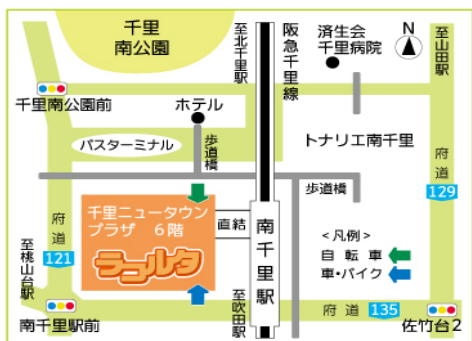 千里
南公園
至北千里駅
阪急千里線
済生会
千里病院
N
至山田駅
千里南公園前
ホテル
バスターミナル
歩道橋
トナリエ南千里
歩道橋
府道
129
千里ニュータウン
プラザ 6階
ラコルタ
直結
南千里駅
<凡例>
自転車
車・バイク
府道
121
至桃山台駅
至吹田駅
南千里駅前
府道 135
佐竹台2